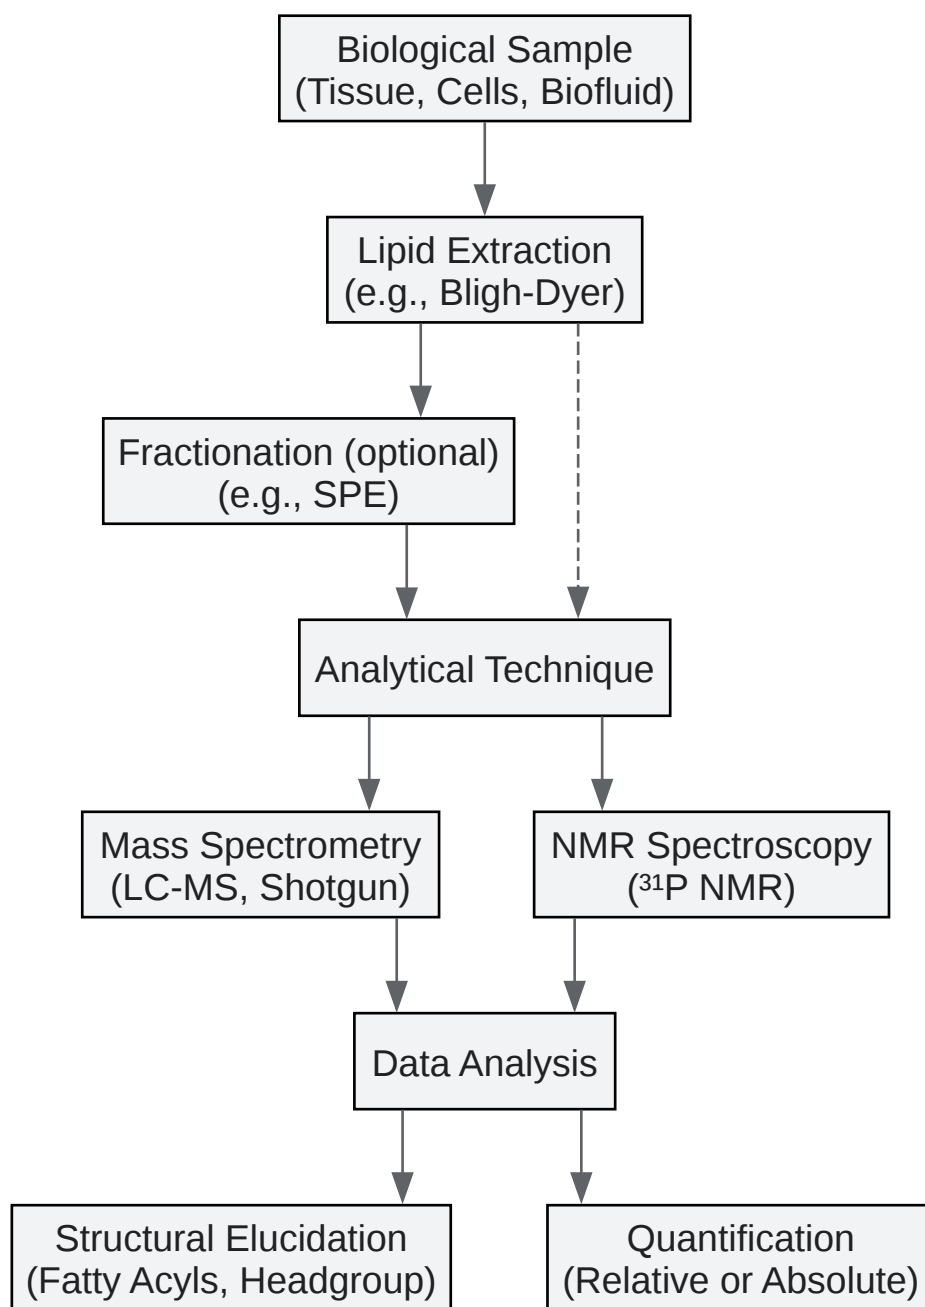 Biological Sample
(Tissue, Cells, Biofluid)
Lipid Extraction
(e.g., Bligh-Dyer)
Fractionation (optional)
(e.g., SPE)
Analytical Technique
Mass Spectrometry
(LC-MS, Shotgun)
NMR Spectroscopy
(³¹P NMR)
Data Analysis
Structural Elucidation
(Fatty Acyls, Headgroup)
Quantification
(Relative or Absolute)